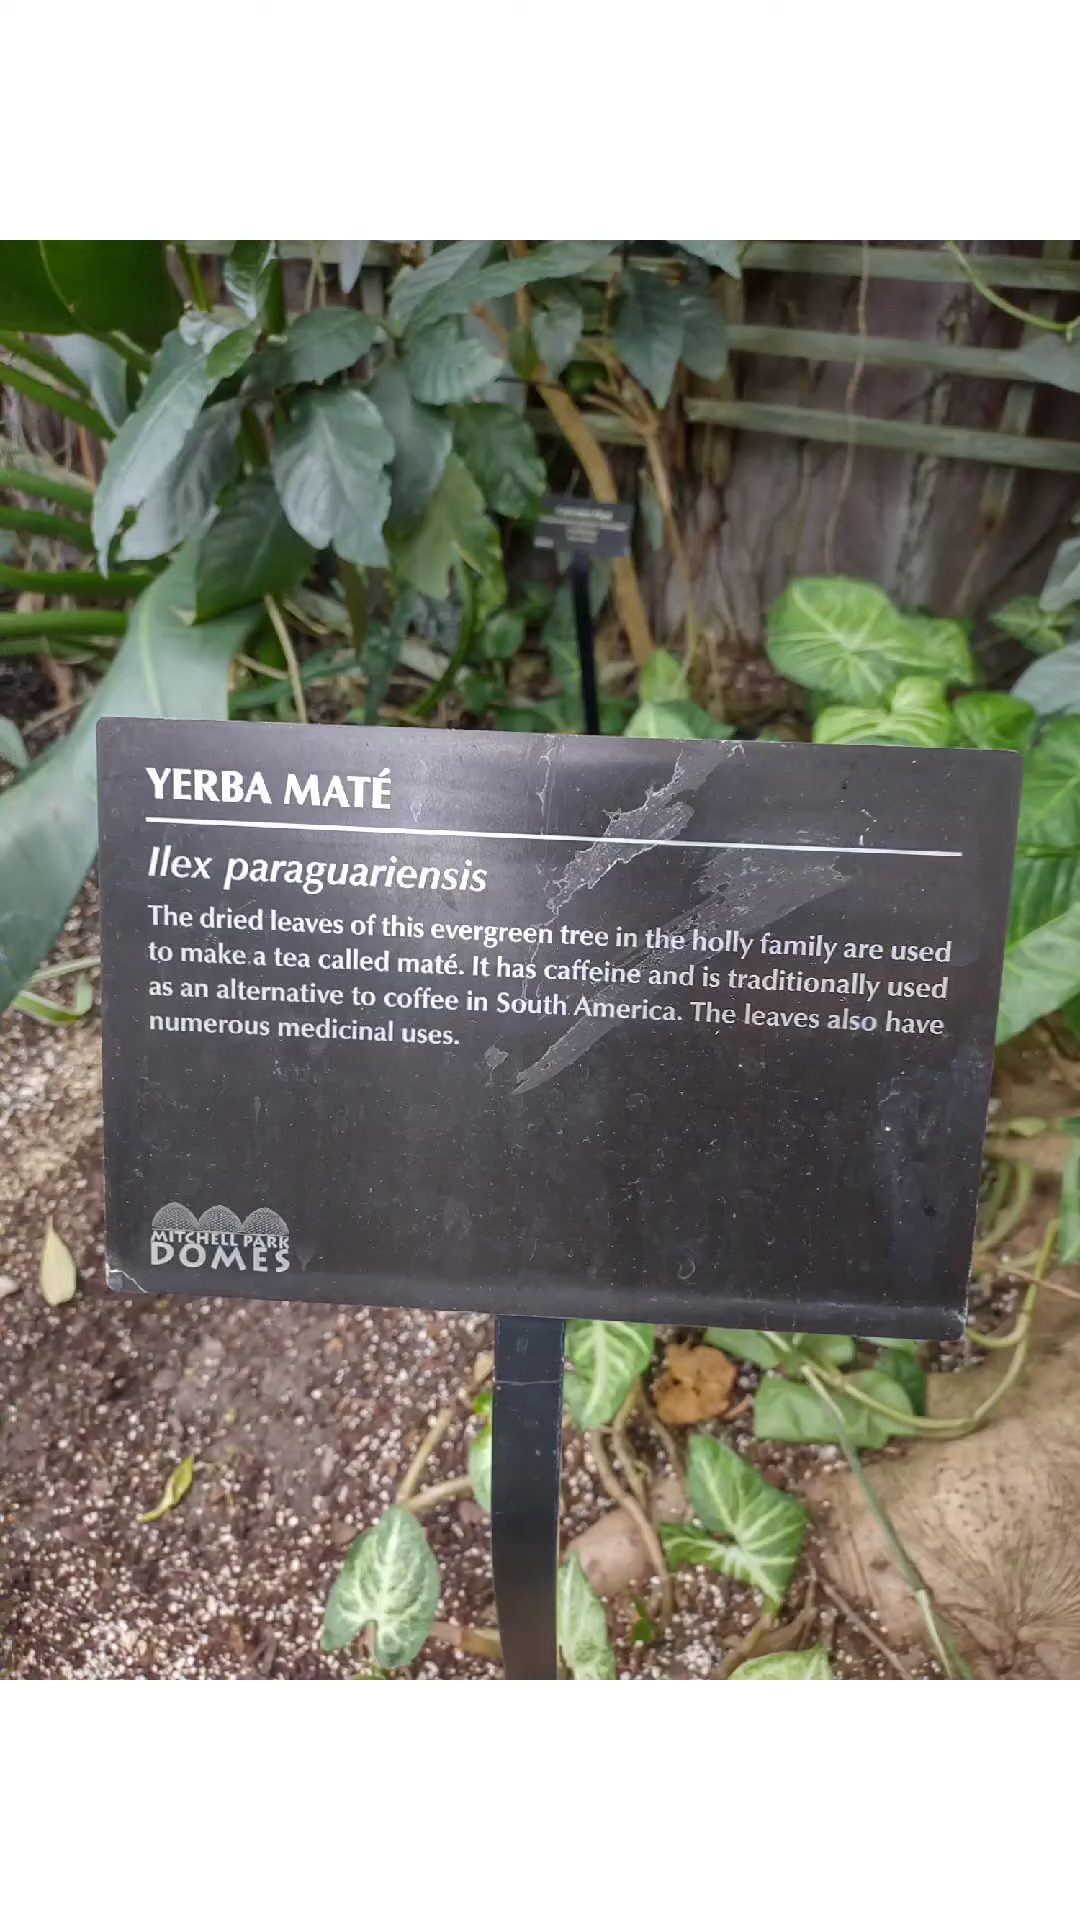 YERBA MATÉ
Ilex paraguariensis
The dried leaves of this evergreen tree in the holly family are used
to make a tea called maté. It has caffeine and is traditionally used
as an alternative to coffee in South America. The leaves also have
numerous medicinal uses.
MITCHELL PARK
DOMES